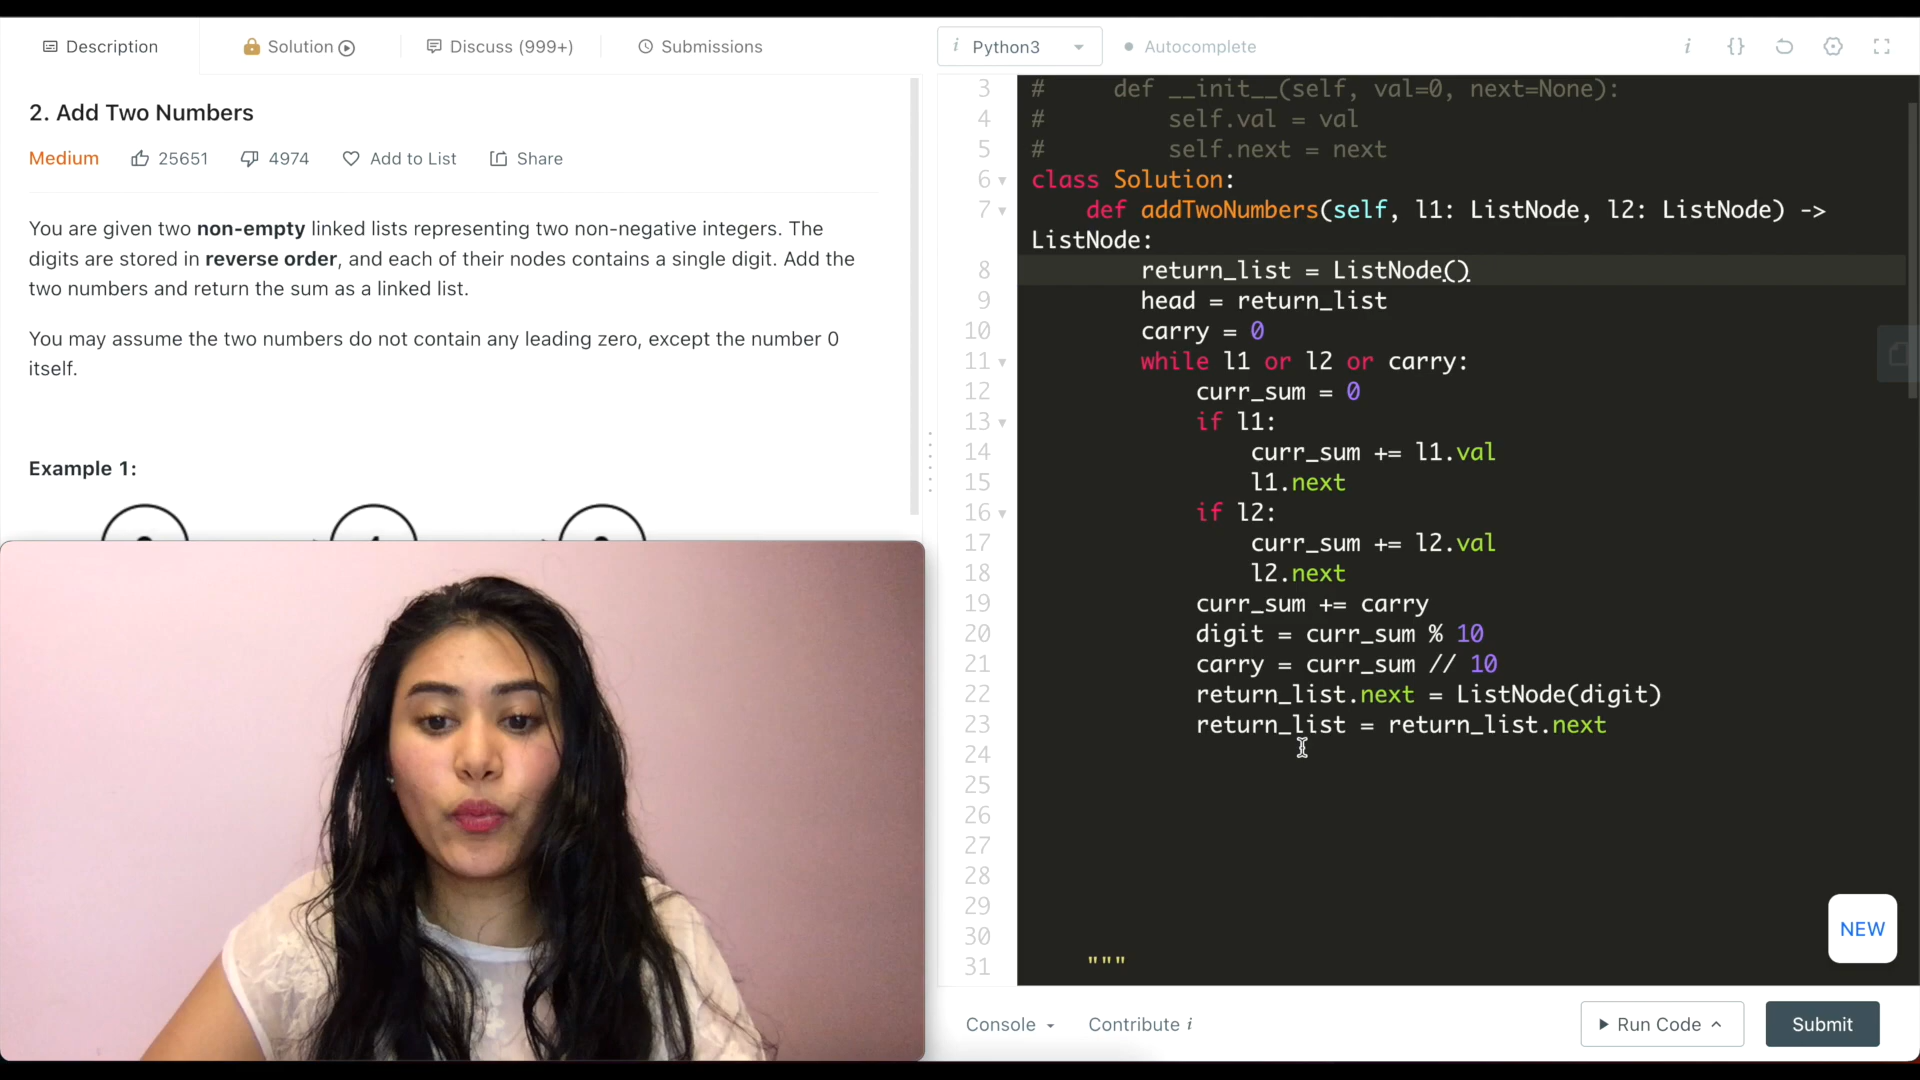 Description
Solution
Discuss (999+)
Submissions
i Python3
Autocomplete
i {}
2. Add Two Numbers
Medium 25651 4974 Add to List Share
You are given two non-empty linked lists representing two non-negative integers. The
digits are stored in reverse order, and each of their nodes contains a single digit. Add the
two numbers and return the sum as a linked list.
You may assume the two numbers do not contain any leading zero, except the number 0
itself.
Example 1:
3 #     def __init__(self, val=0, next=None):
4 #         self.val = val
5 #         self.next = next
6 class Solution:
7     def addTwoNumbers(self, l1: ListNode, l2: ListNode) ->
ListNode:
8         return_list = ListNode()
9         head = return_list
10         carry = 0
11         while l1 or l2 or carry:
12             curr_sum = 0
13             if l1:
14                 curr_sum += l1.val
15                 l1.next
16             if l2:
17                 curr_sum += l2.val
18                 l2.next
19             curr_sum += carry
20             digit = curr_sum % 10
21             carry = curr_sum // 10
22             return_list.next = ListNode(digit)
23             return_list = return_list.next
24
25
26
27
28
29
30
31     """
NEW
Console
Contribute i
Run Code
Submit